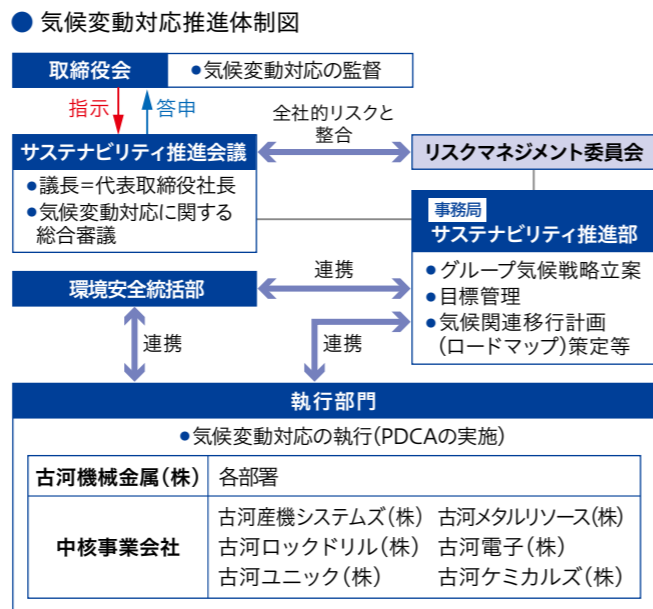 ● 気候変動対応推進体制図
取締役会
●気候変動対応の監督
指示
答申
全社的リスクと
整合
サステナビリティ推進会議
●議長＝代表取締役社長
●気候変動対応に関する
総合審議
リスクマネジメント委員会
事務局
サステナビリティ推進部
●グループ気候戦略立案
●目標管理
●気候関連移行計画
(ロードマップ)策定等
環境安全統括部
連携
連携
連携
執行部門
●気候変動対応の執行(PDCAの実施)
古河機械金属(株)
各部署
中核事業会社
古河産機システムズ(株)
古河メタルリソース(株)
古河ロックドリル(株)
古河電子(株)
古河ユニック(株)
古河ケミカルズ(株)